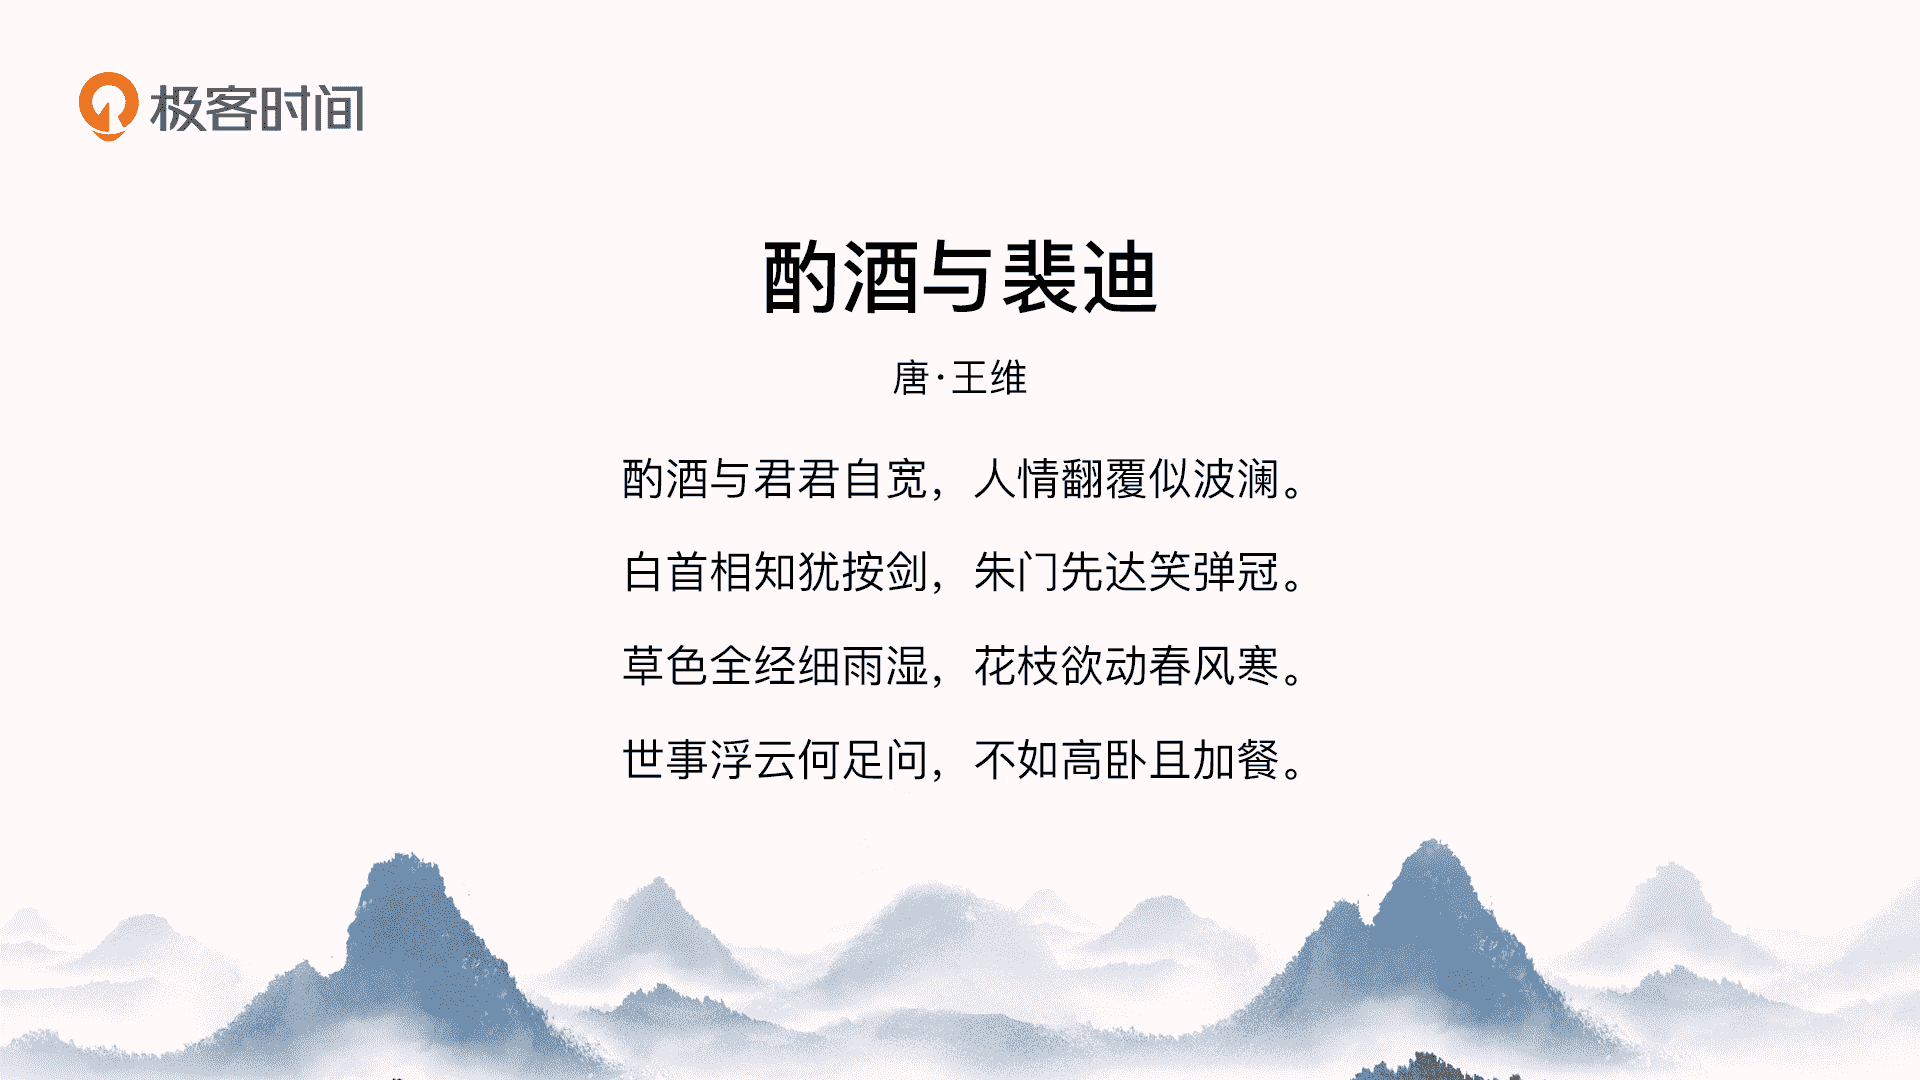 极客时间
酌酒与裴迪
唐·王维
酌酒与君君自宽，人情翻覆似波澜。
白首相知犹按剑，朱门先达笑弹冠。
草色全经细雨湿，花枝欲动春风寒。
世事浮云何足问，不如高卧且加餐。